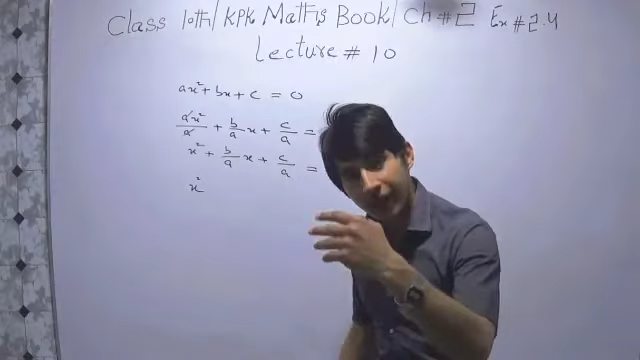 Class 10th/KPK Maths Book/Ch#2 Ex#2.4
Lecture # 10
ax² + bx + c = 0
ax²/a + b/a x + c/a =
x² + b/a x + c/a =
x²